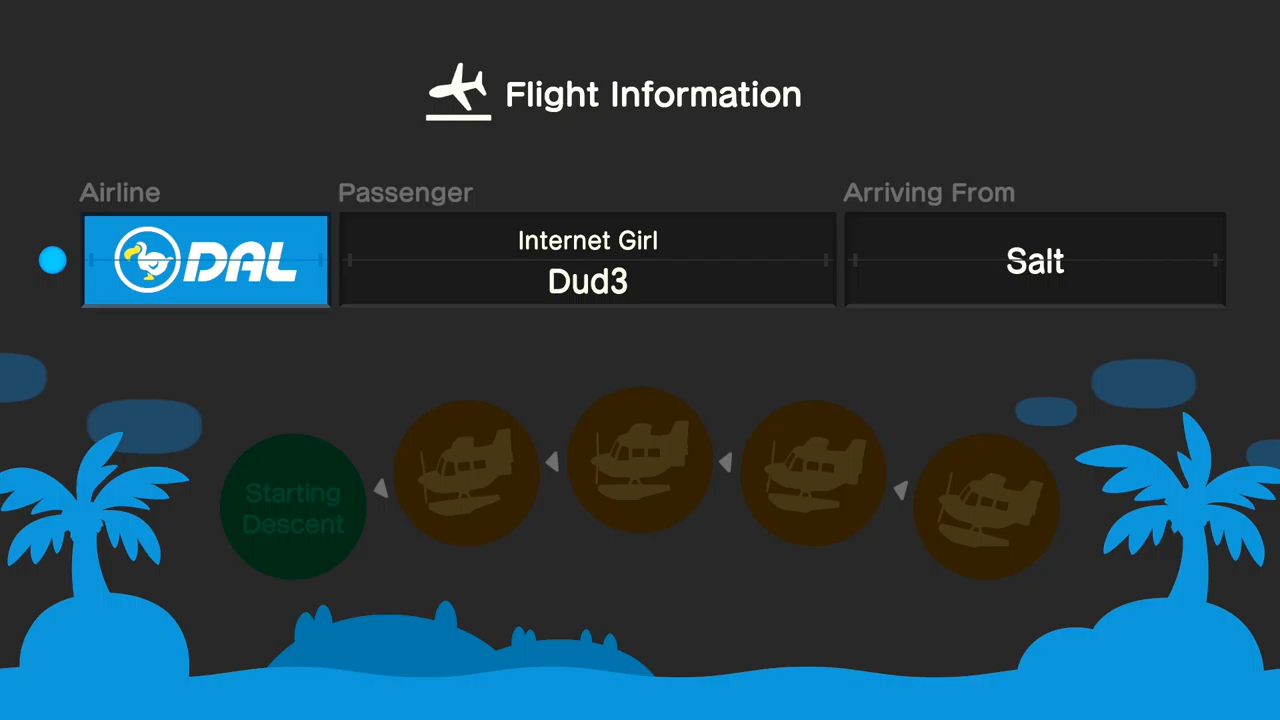 Flight Information
Airline
Passenger
Arriving From
DAL
Internet Girl
Dud3
Salt
Starting
Descent